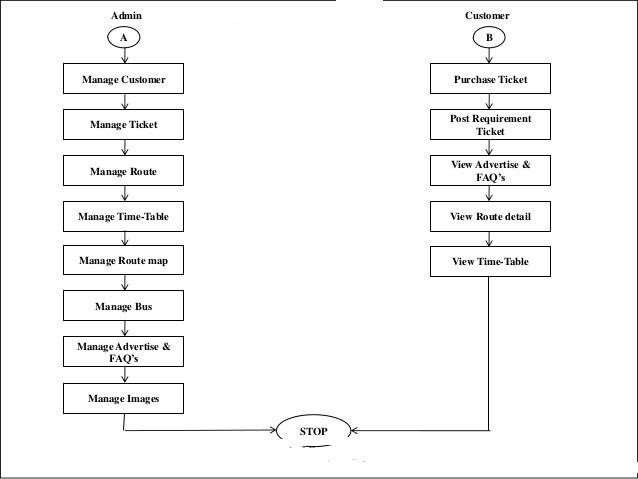 Admin
A
Manage Customer
Manage Ticket
Manage Route
Manage Time-Table
Manage Route map
Manage Bus
Manage Advertise &
FAQ's
Manage Images
Customer
B
Purchase Ticket
Post Requirement
Ticket
View Advertise &
FAQ's
View Route detail
View Time-Table
STOP